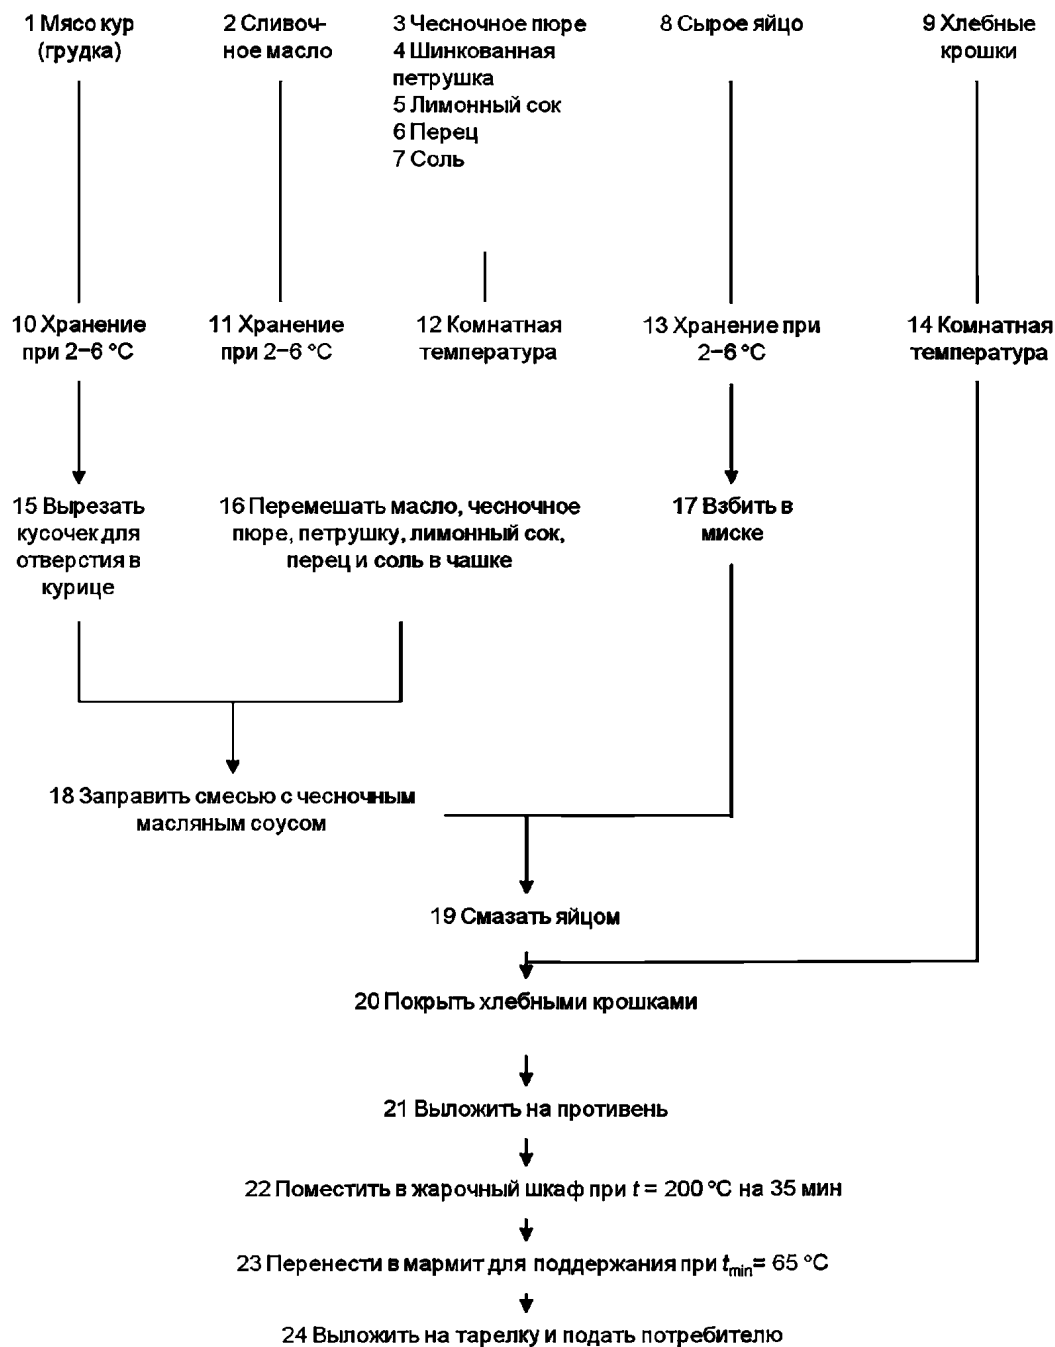 1 Мясо кур
(грудка)
2 Сливоч-
ное масло
3 Чесночное пюре
4 Шинкованная
петрушка
5 Лимонный сок
6 Перец
7 Соль
8 Сырое яйцо
9 Хлебные
крошки
10 Хранение
при 2–6 °С
11 Хранение
при 2–6 °С
12 Комнатная
температура
13 Хранение при
2–6 °С
14 Комнатная
температура
15 Вырезать
кусочек для
отверстия в
курице
16 Перемешать масло, чесночное
пюре, петрушку, лимонный сок,
перец и соль в чашке
17 Взбить в
миске
18 Заправить смесью с чесночным
масляным соусом
19 Смазать яйцом
20 Покрыть хлебными крошками
21 Выложить на противень
22 Поместить в жарочный шкаф при t = 200 °С на 35 мин
23 Перенести в мармит для поддержания при tmin= 65 °С
24 Выложить на тарелку и подать потребителю